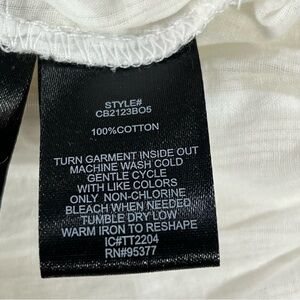 STYLE#
CB2123BO5
100%COTTON
TURN GARMENT INSIDE OUT
MACHINE WASH COLD
GENTLE CYCLE
WITH LIKE COLORS
ONLY NON-CHLORINE
BLEACH WHEN NEEDED
TUMBLE DRY LOW
WARM IRON TO RESHAPE
IC#TT2204
RN#95377